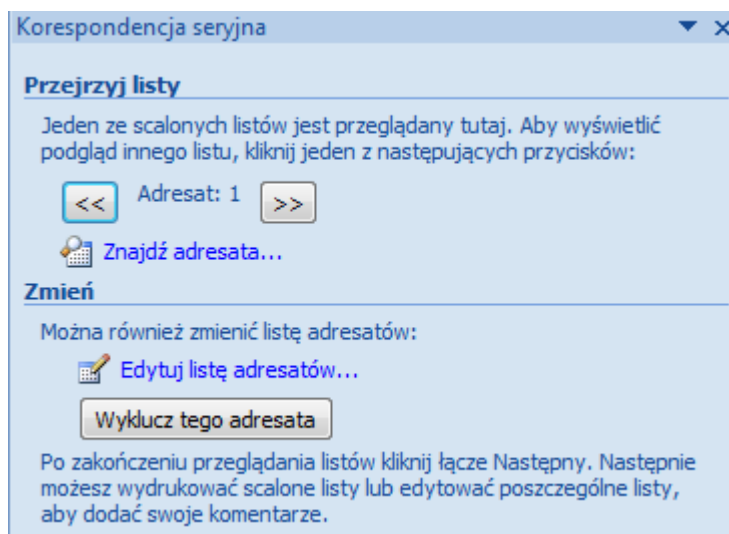 Korespondencja seryjna
Przejrzyj listy
Jeden ze scalonych listów jest przeglądany tutaj. Aby wyświetlić
podgląd innego listu, kliknij jeden z następujących przycisków:
<< Adresat: 1 >>
Znajdź adresata...
Zmień
Można również zmienić listę adresatów:
Edytuj listę adresatów...
Wyklucz tego adresata
Po zakończeniu przeglądania listów kliknij łącze Następny. Następnie
możesz wydrukować scalone listy lub edytować poszczególne listy,
aby dodać swoje komentarze.